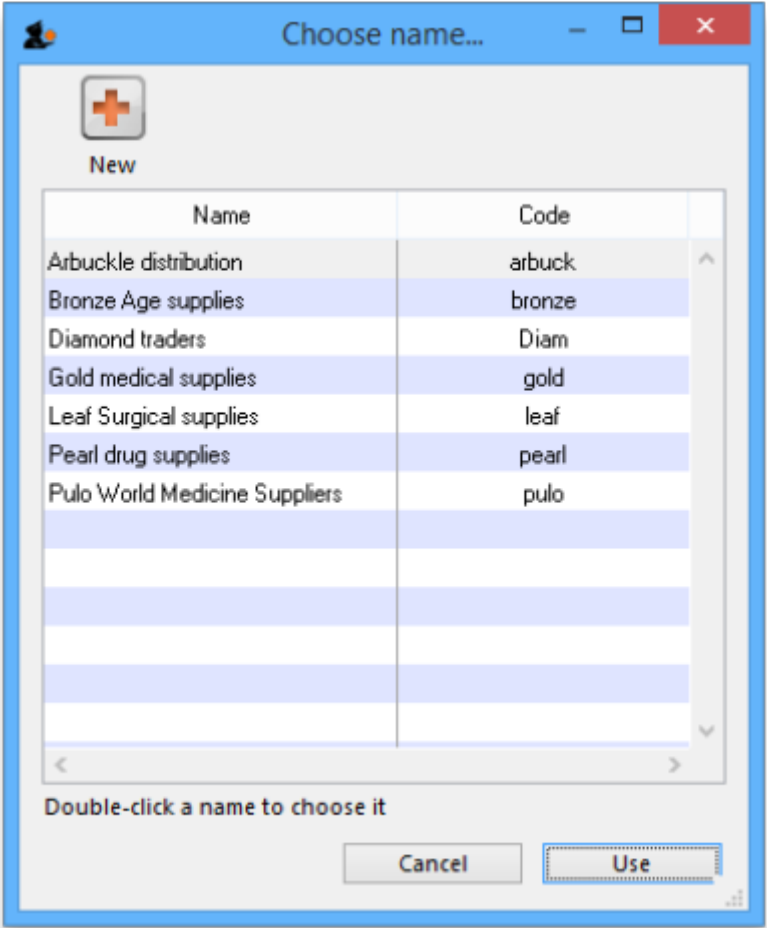 Choose name...
New
Name Code
Arbuckle distribution arbuck
Bronze Age supplies bronze
Diamond traders Diam
Gold medical supplies gold
Leaf Surgical supplies leaf
Pearl drug supplies pearl
Pulo World Medicine Suppliers pulo
Double-click a name to choose it
Cancel Use